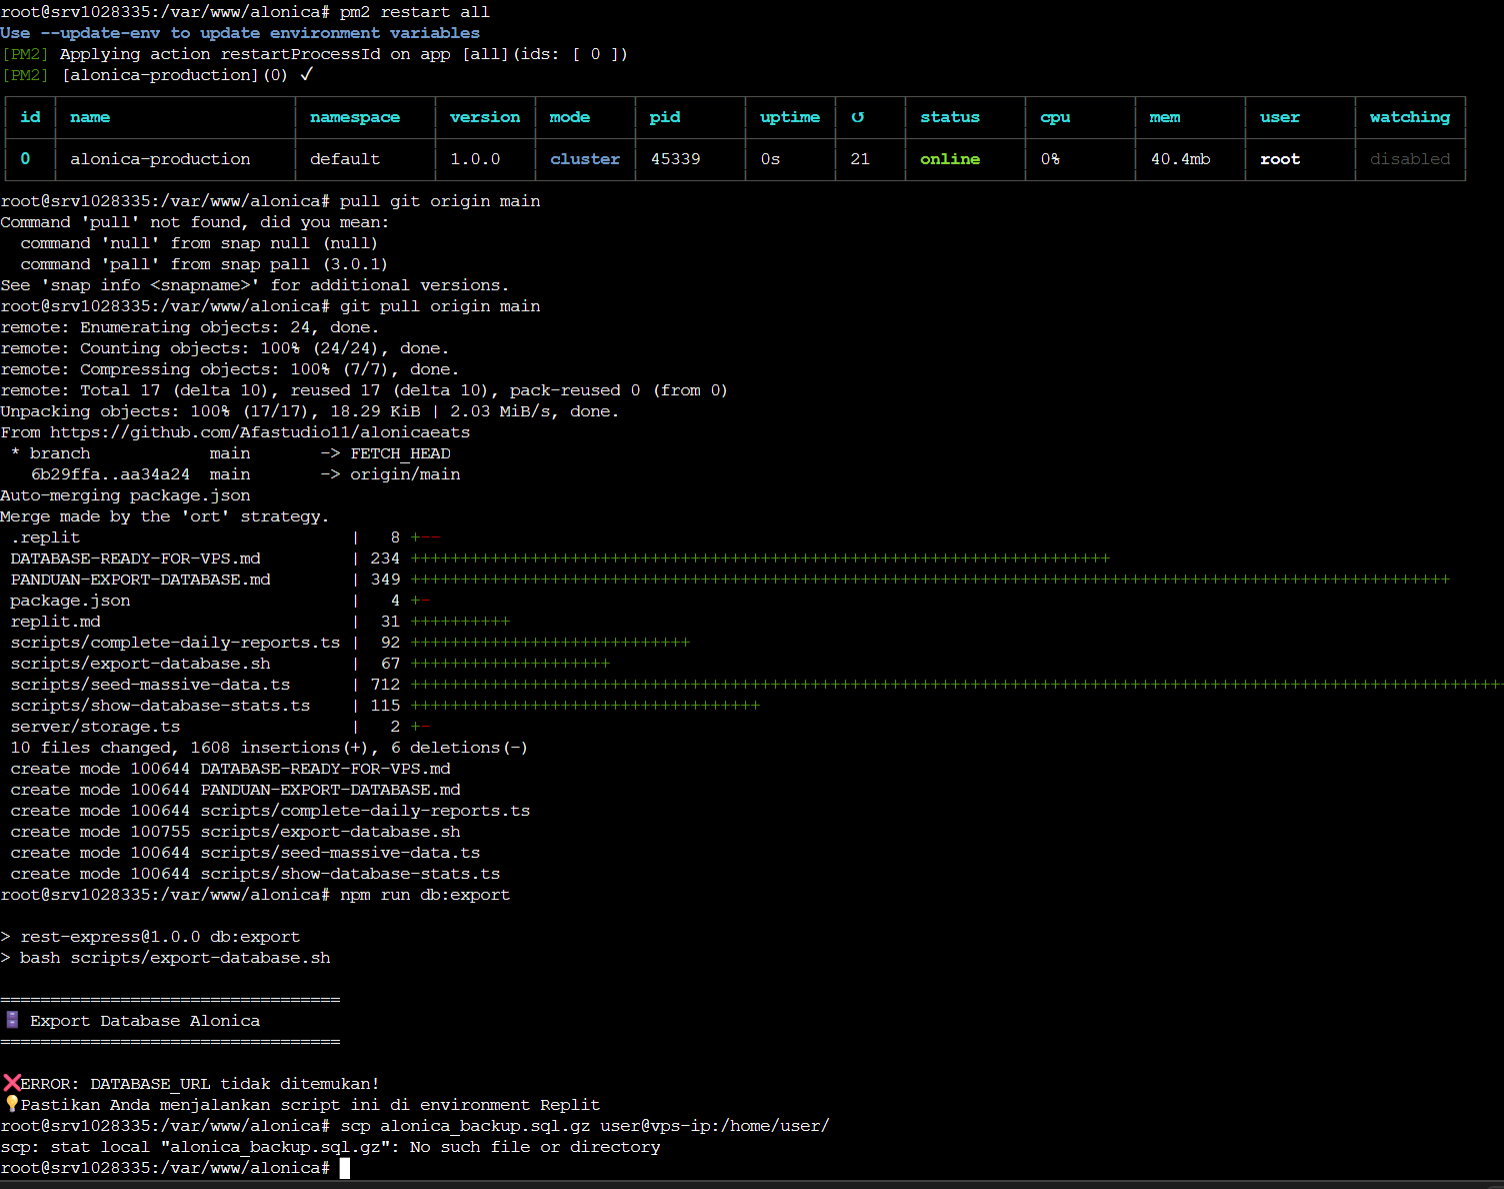 root@srv1028335:/var/www/alonica# pm2 restart all
Use --update-env to update environment variables
[PM2] Applying action restartProcessId on app [all](ids: [ 0 ])
[PM2] [alonica-production](0) ✓
id name namespace version mode pid uptime ↺ status cpu mem user watching
0 alonica-production default 1.0.0 cluster 45339 0s 21 online 0% 40.4mb root disabled
root@srv1028335:/var/www/alonica# pull git origin main
Command 'pull' not found, did you mean:
  command 'null' from snap null (null)
  command 'pall' from snap pall (3.0.1)
See 'snap info <snapname>' for additional versions.
root@srv1028335:/var/www/alonica# git pull origin main
remote: Enumerating objects: 24, done.
remote: Counting objects: 100% (24/24), done.
remote: Compressing objects: 100% (7/7), done.
remote: Total 17 (delta 10), reused 17 (delta 10), pack-reused 0 (from 0)
Unpacking objects: 100% (17/17), 18.29 KiB | 2.03 MiB/s, done.
From https://github.com/Afastudio11/alonicaeats
 * branch            main       -> FETCH_HEAD
   6b29ffa..aa34a24  main       -> origin/main
Auto-merging package.json
Merge made by the 'ort' strategy.
 .replit                           |   8 +--
 DATABASE-READY-FOR-VPS.md         | 234 ++++++++++++++++++++++++++++++++++++++++++++++++++++++++++++++++++++++
 PANDUAN-EXPORT-DATABASE.md        | 349 ++++++++++++++++++++++++++++++++++++++++++++++++++++++++++++++++++++++++++++++++++++++++++++++++++++++++
 package.json                      |   4 +-
 replit.md                         |  31 ++++++++++
 scripts/complete-daily-reports.ts |  92 ++++++++++++++++++++++++++++
 scripts/export-database.sh        |  67 ++++++++++++++++++++
 scripts/seed-massive-data.ts      | 712 ++++++++++++++++++++++++++++++++++++++++++++++++++++++++++++++++++++++++++++++++++++++++++++++++++++++++++++++
 scripts/show-database-stats.ts    | 115 +++++++++++++++++++++++++++++++++++
 server/storage.ts                 |   2 +-
 10 files changed, 1608 insertions(+), 6 deletions(-)
 create mode 100644 DATABASE-READY-FOR-VPS.md
 create mode 100644 PANDUAN-EXPORT-DATABASE.md
 create mode 100644 scripts/complete-daily-reports.ts
 create mode 100755 scripts/export-database.sh
 create mode 100644 scripts/seed-massive-data.ts
 create mode 100644 scripts/show-database-stats.ts
root@srv1028335:/var/www/alonica# npm run db:export
> rest-express@1.0.0 db:export
> bash scripts/export-database.sh
==================================
🗄️ Export Database Alonica
==================================
❌ERROR: DATABASE_URL tidak ditemukan!
💡Pastikan Anda menjalankan script ini di environment Replit
root@srv1028335:/var/www/alonica# scp alonica_backup.sql.gz user@vps-ip:/home/user/
scp: stat local "alonica_backup.sql.gz": No such file or directory
root@srv1028335:/var/www/alonica#